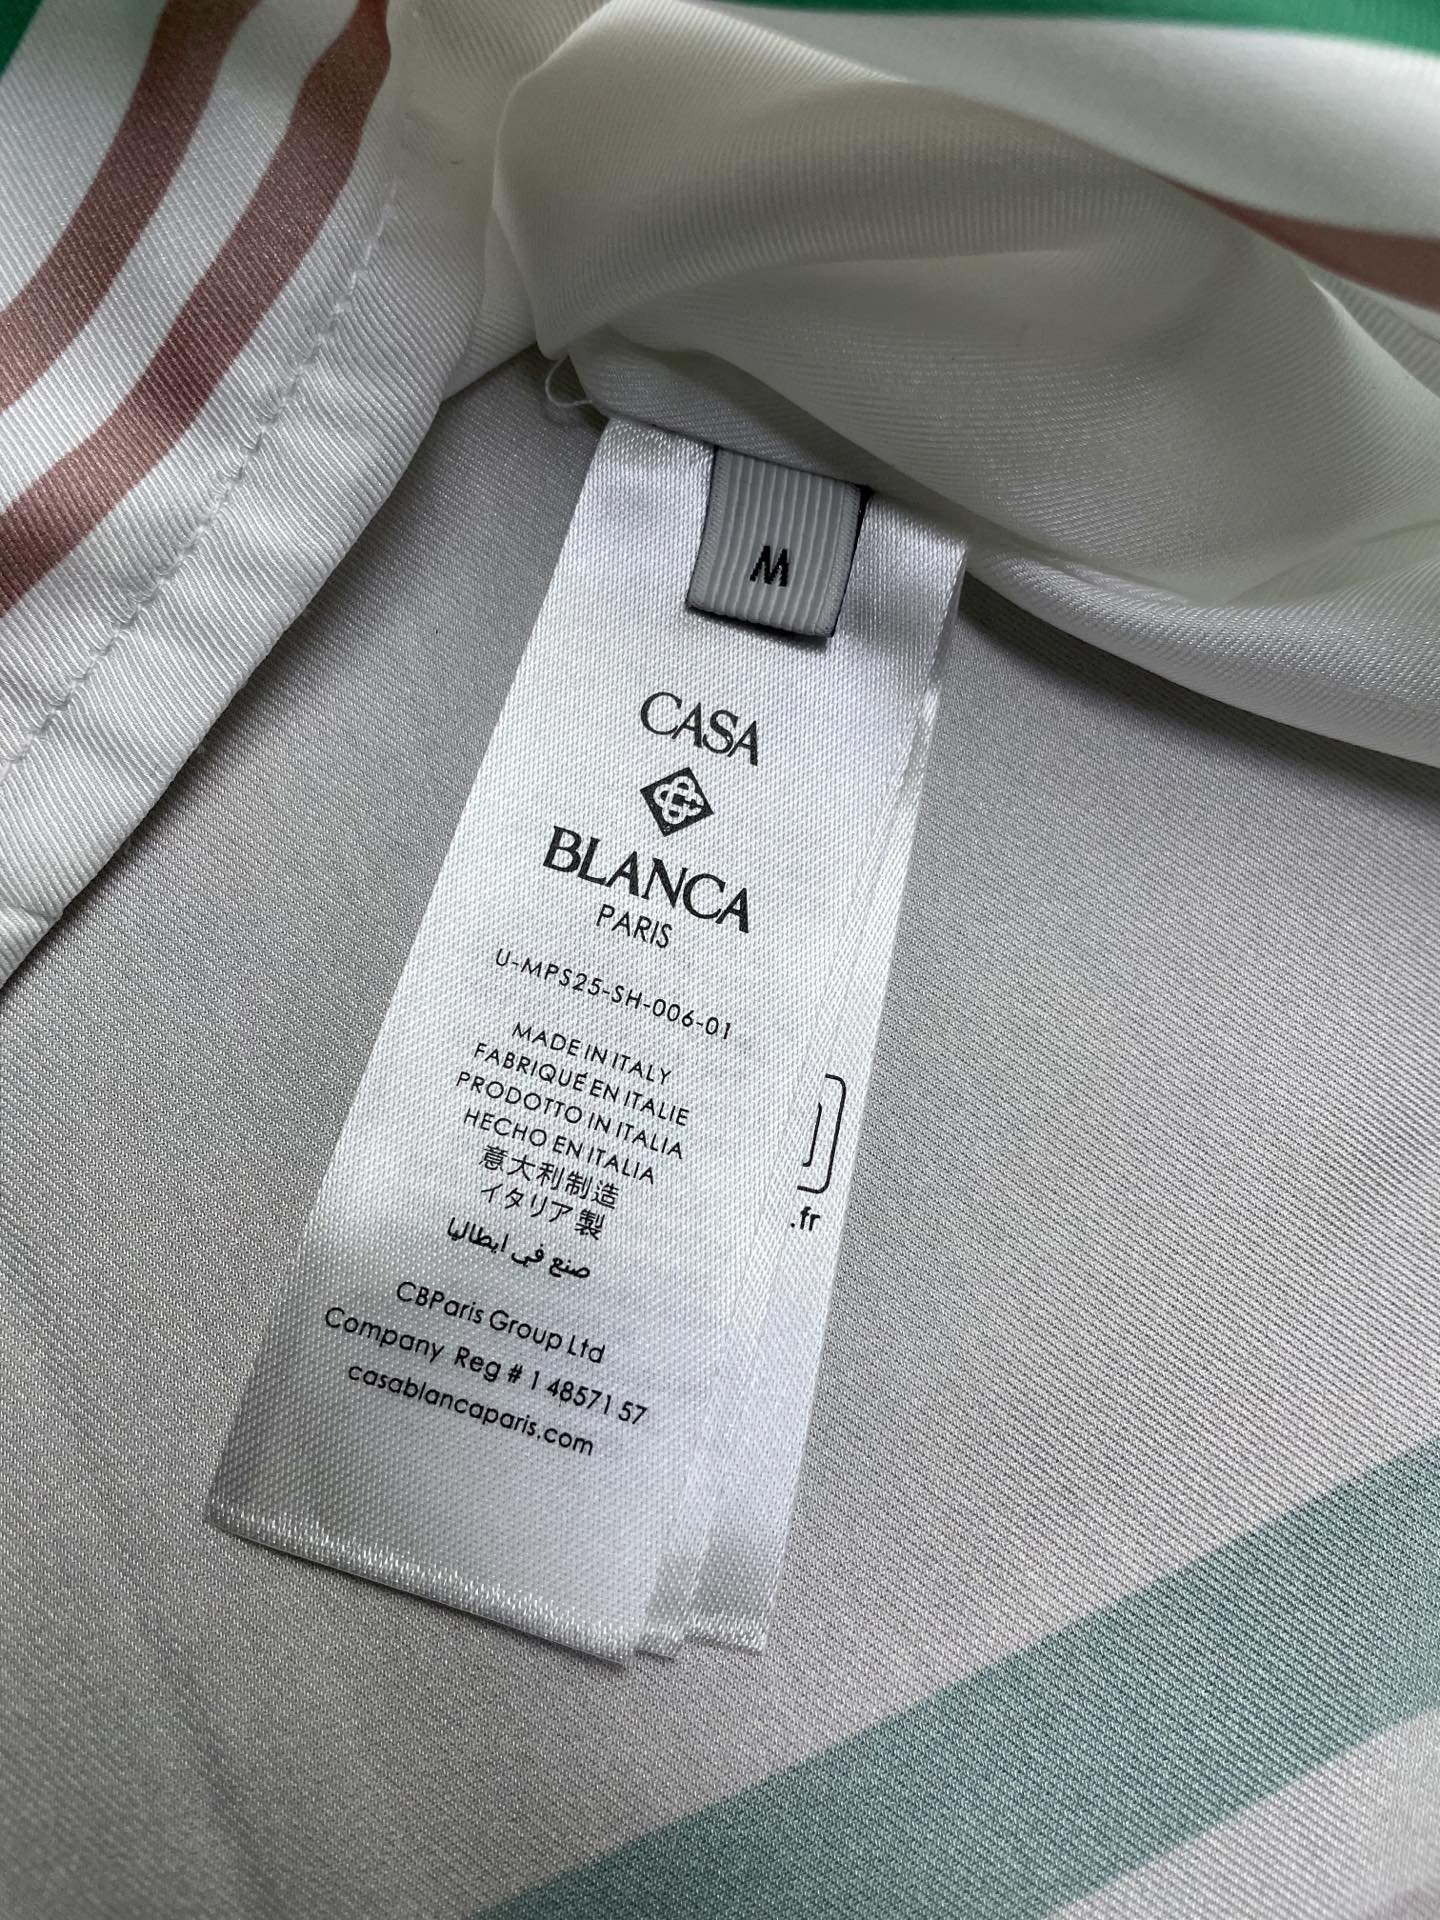 M
CASA
BLANCA
PARIS
U-MPS25-SH-006-01
MADE IN ITALY
FABRIQUÉ EN ITALIE
PRODOTTO IN ITALIA
HECHO EN ITALIA
意大利制造
イタリア製
صنع في ايطاليا
CBParis Group Ltd
Company Reg # 1 4857157
casablancaparis.com
.fr